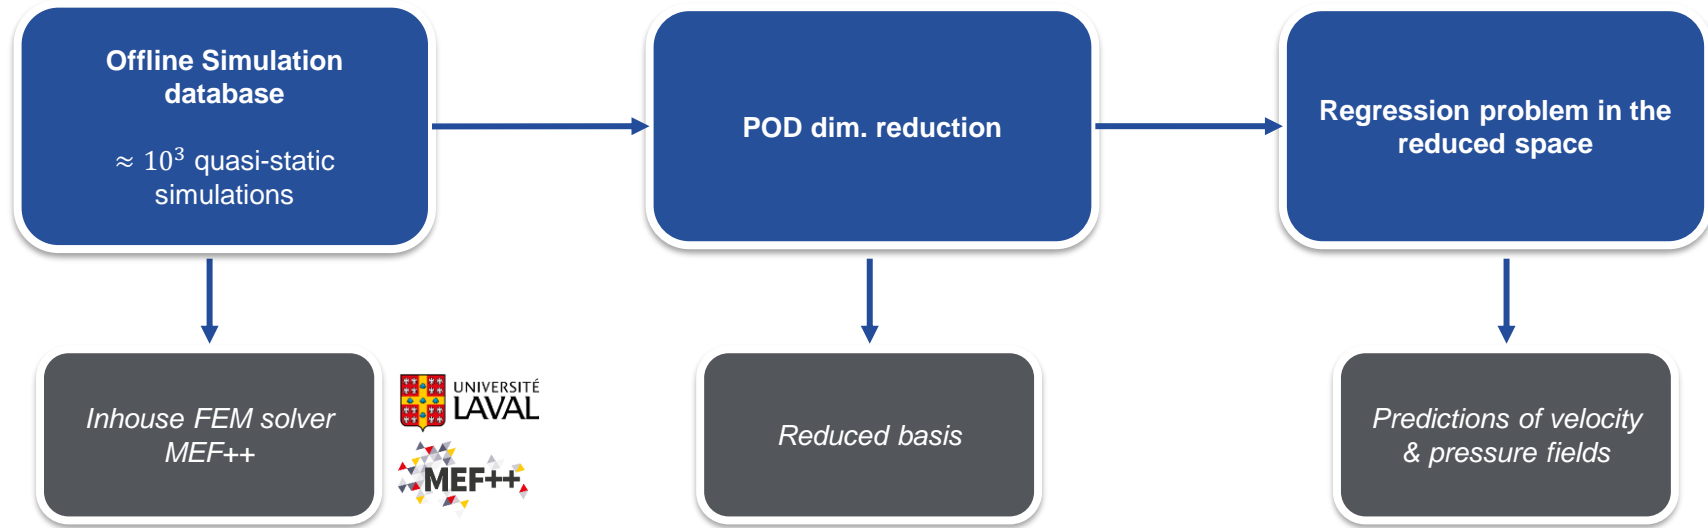 Offline Simulation
database
≈ 10³ quasi-static
simulations
POD dim. reduction
Regression problem in the
reduced space
Inhouse FEM solver
MEF++
UNIVERSITÉ
LAVAL
MEF++
Reduced basis
Predictions of velocity
& pressure fields